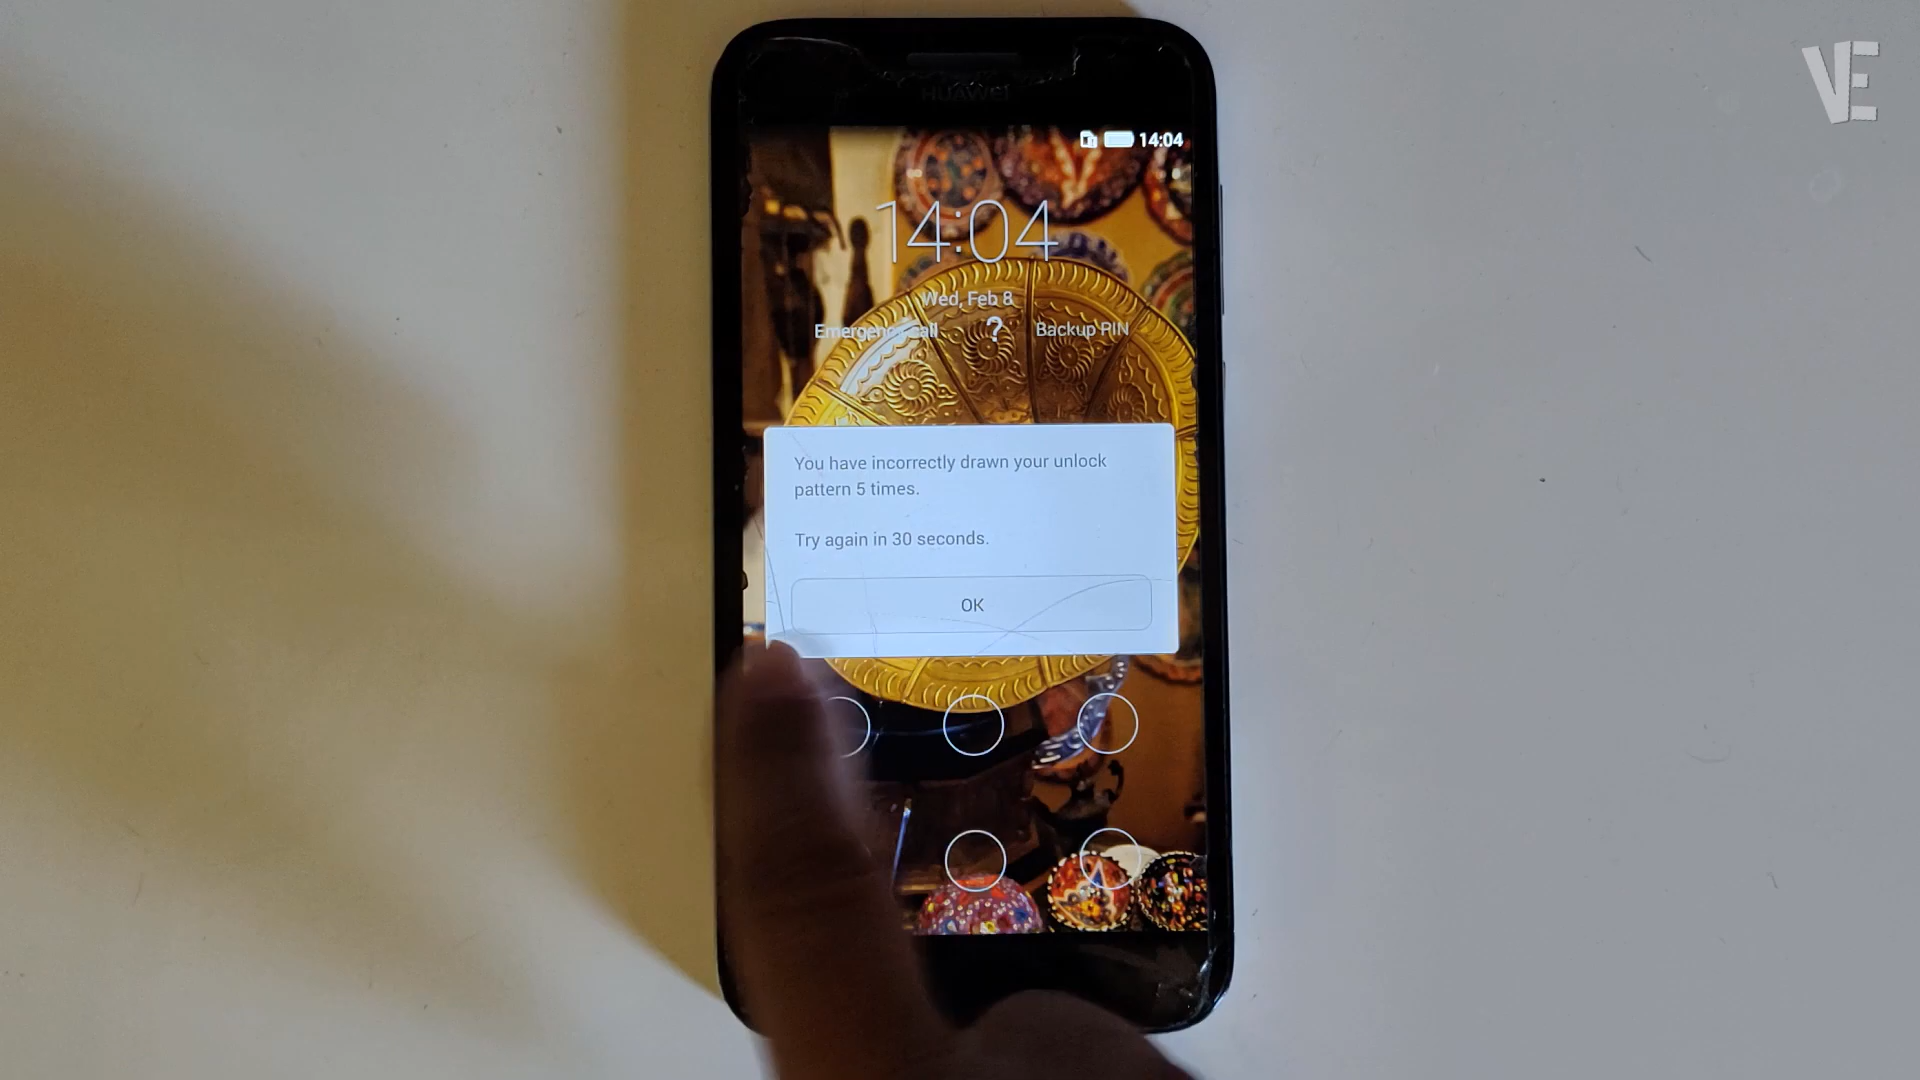 VE
HUAWEI
14:04
14:04
Wed, Feb 8
Emergency call ? Backup PIN
You have incorrectly drawn your unlock
pattern 5 times.
Try again in 30 seconds.
OK